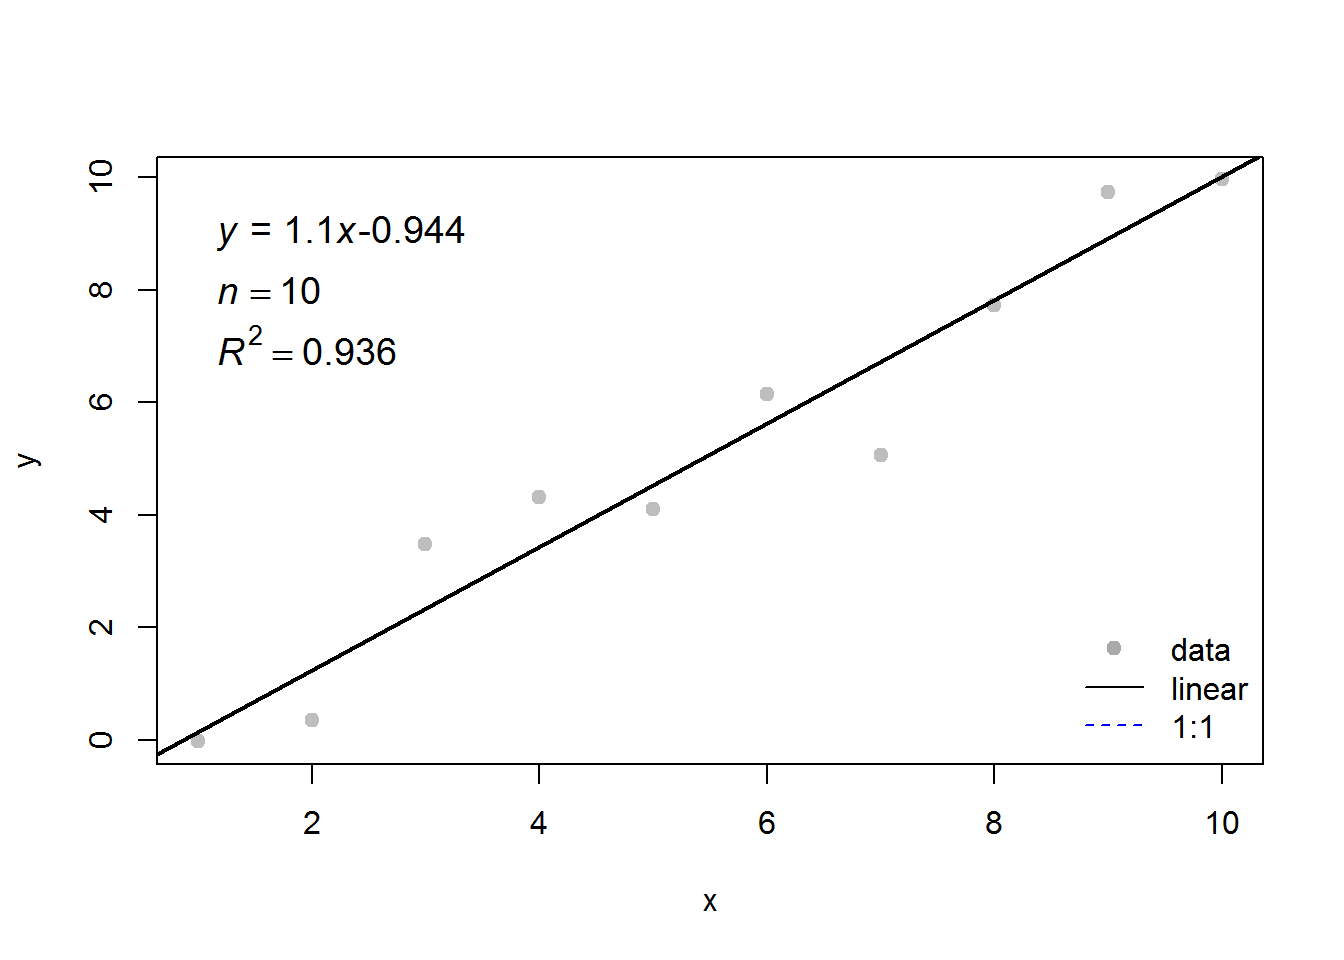 y = 1.1x-0.944
n = 10
R² = 0.936
10
8
6
4
2
0
y
data
linear
1:1
2 4 6 8 10
x